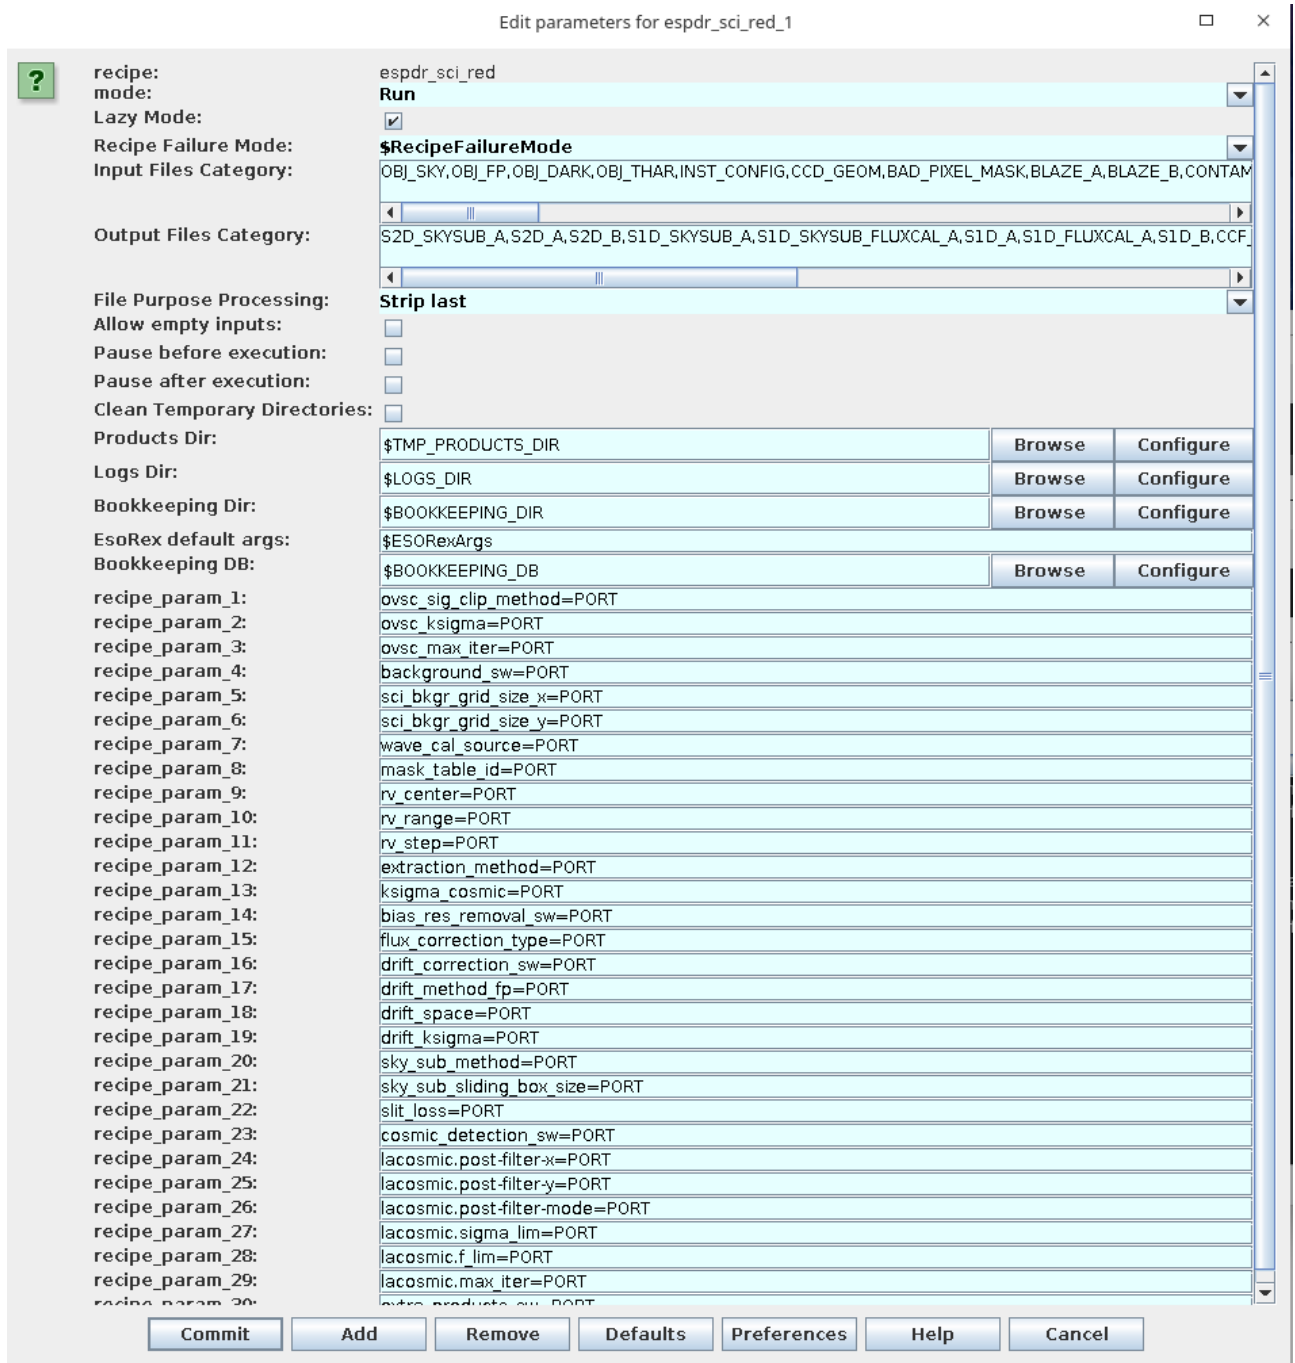 Edit parameters for espdr_sci_red_1
?
recipe: espdr_sci_red
mode: Run
Lazy Mode:
Recipe Failure Mode: $RecipeFailureMode
Input Files Category: OBJ_SKY,OBJ_FP,OBJ_DARK,OBJ_THAR,INST_CONFIG,CCD_GEOM,BAD_PIXEL_MASK,BLAZE_A,BLAZE_B,CONTAM
Output Files Category: S2D_SKYSUB_A,S2D_A,S2D_B,S1D_SKYSUB_A,S1D_SKYSUB_FLUXCAL_A,S1D_A,S1D_FLUXCAL_A,S1D_B,CCF_
File Purpose Processing: Strip last
Allow empty inputs:
Pause before execution:
Pause after execution:
Clean Temporary Directories:
Products Dir: $TMP_PRODUCTS_DIR Browse Configure
Logs Dir: $LOGS_DIR Browse Configure
Bookkeeping Dir: $BOOKKEEPING_DIR Browse Configure
EsoRex default args: $ESORexArgs
Bookkeeping DB: $BOOKKEEPING_DB Browse Configure
recipe_param_1: ovsc_sig_clip_method=PORT
recipe_param_2: ovsc_ksigma=PORT
recipe_param_3: ovsc_max_iter=PORT
recipe_param_4: background_sw=PORT
recipe_param_5: sci_bkgr_grid_size_x=PORT
recipe_param_6: sci_bkgr_grid_size_y=PORT
recipe_param_7: wave_cal_source=PORT
recipe_param_8: mask_table_id=PORT
recipe_param_9: rv_center=PORT
recipe_param_10: rv_range=PORT
recipe_param_11: rv_step=PORT
recipe_param_12: extraction_method=PORT
recipe_param_13: ksigma_cosmic=PORT
recipe_param_14: bias_res_removal_sw=PORT
recipe_param_15: flux_correction_type=PORT
recipe_param_16: drift_correction_sw=PORT
recipe_param_17: drift_method_fp=PORT
recipe_param_18: drift_space=PORT
recipe_param_19: drift_ksigma=PORT
recipe_param_20: sky_sub_method=PORT
recipe_param_21: sky_sub_sliding_box_size=PORT
recipe_param_22: slit_loss=PORT
recipe_param_23: cosmic_detection_sw=PORT
recipe_param_24: lacosmic.post-filter-x=PORT
recipe_param_25: lacosmic.post-filter-y=PORT
recipe_param_26: lacosmic.post-filter-mode=PORT
recipe_param_27: lacosmic.sigma_lim=PORT
recipe_param_28: lacosmic.f_lim=PORT
recipe_param_29: lacosmic.max_iter=PORT
recipe_param_30: extra_products_sw=PORT
Commit Add Remove Defaults Preferences Help Cancel